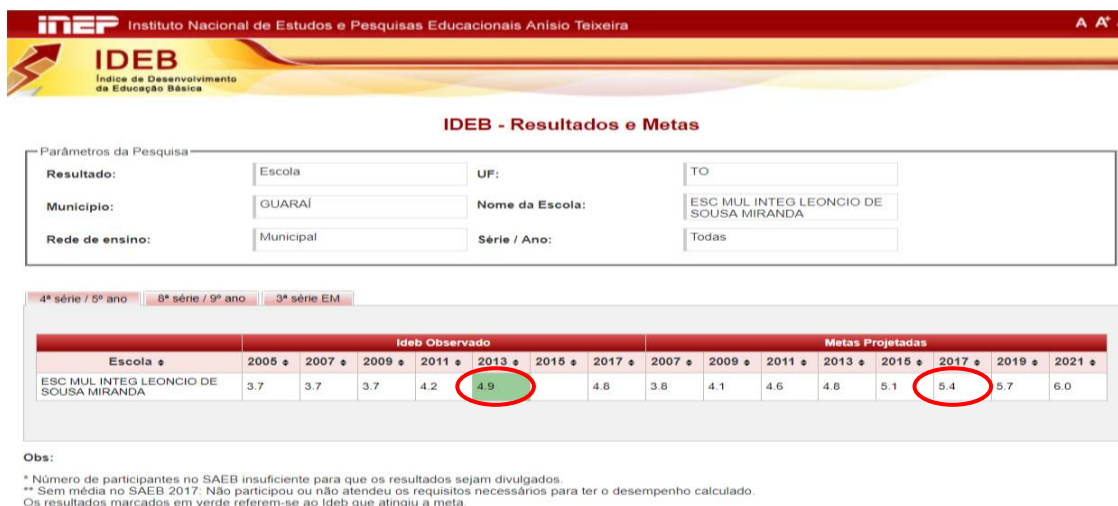 inep Instituto Nacional de Estudos e Pesquisas Educacionais Anísio Teixeira A A+
IDEB
Índice de Desenvolvimento
da Educação Básica
IDEB - Resultados e Metas
Parâmetros da Pesquisa
Resultado: Escola UF: TO
Município: GUARAÍ Nome da Escola: ESC MUL INTEG LEONCIO DE
SOUSA MIRANDA
Rede de ensino: Municipal Série / Ano: Todas
4ª série / 5º ano 8ª série / 9º ano 3ª série EM
Ideb Observado Metas Projetadas
Escola 2005 2007 2009 2011 2013 2015 2017 2007 2009 2011 2013 2015 2017 2019 2021
ESC MUL INTEG LEONCIO DE
SOUSA MIRANDA 3.7 3.7 3.7 4.2 4.9 4.8 3.8 4.1 4.6 4.8 5.1 5.4 5.7 6.0
Obs:
* Número de participantes no SAEB insuficiente para que os resultados sejam divulgados.
** Sem média no SAEB 2017: Não participou ou não atendeu os requisitos necessários para ter o desempenho calculado.
Os resultados marcados em verde referem-se ao Ideb que atingiu a meta.